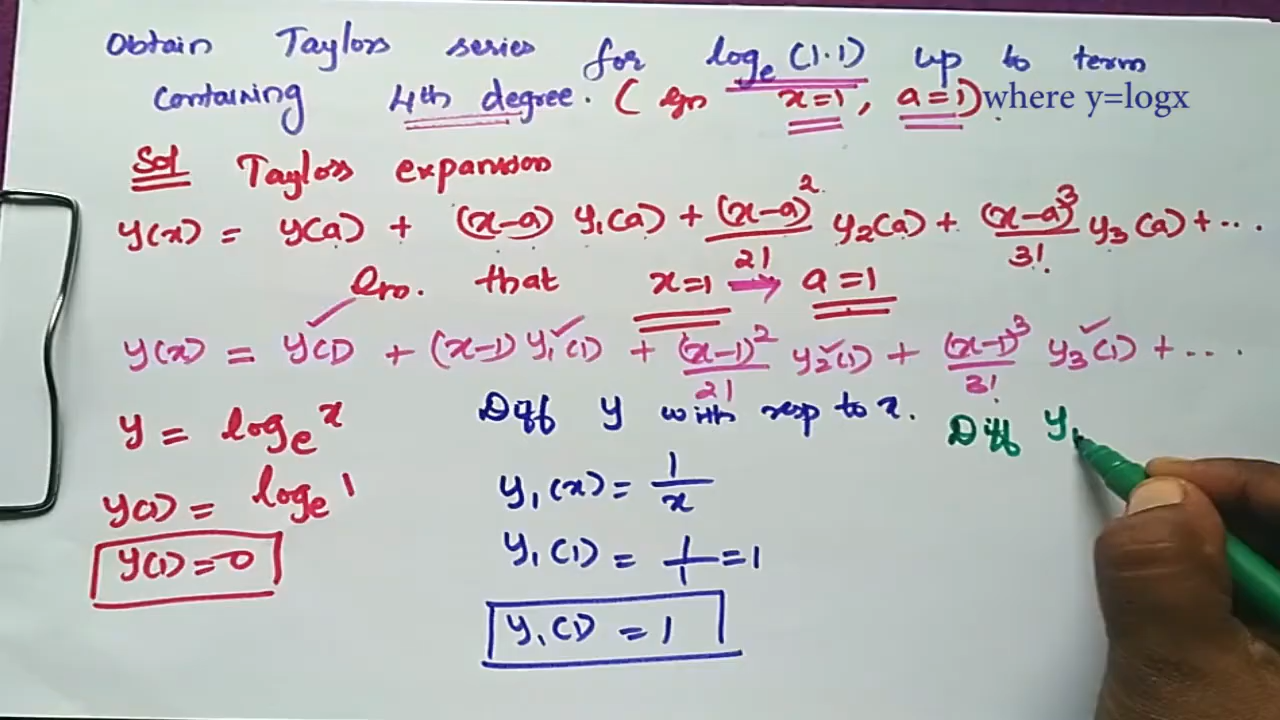 Obtain Taylors series for logₑ(1.1) up to term
containing 4th degree. (Gn x=1, a=1) where y=logx
Sol Taylors expansion
y(x) = y(a) + (x-a) y₁(a) + (x-a)²/2! y₂(a) + (x-a)³/3! y₃(a) + ....
that x=1 → a=1
y(x) = y(1) + (x-1) y₁(1) + (x-1)²/2! y₂(1) + (x-1)³/3! y₃(1) + ....
y = logₑx
y(1) = logₑ1
y(1) = 0
Diff y with resp to x.
y₁(x) = 1/x
y₁(1) = 1/1 = 1
y₁(1) = 1
Diff y